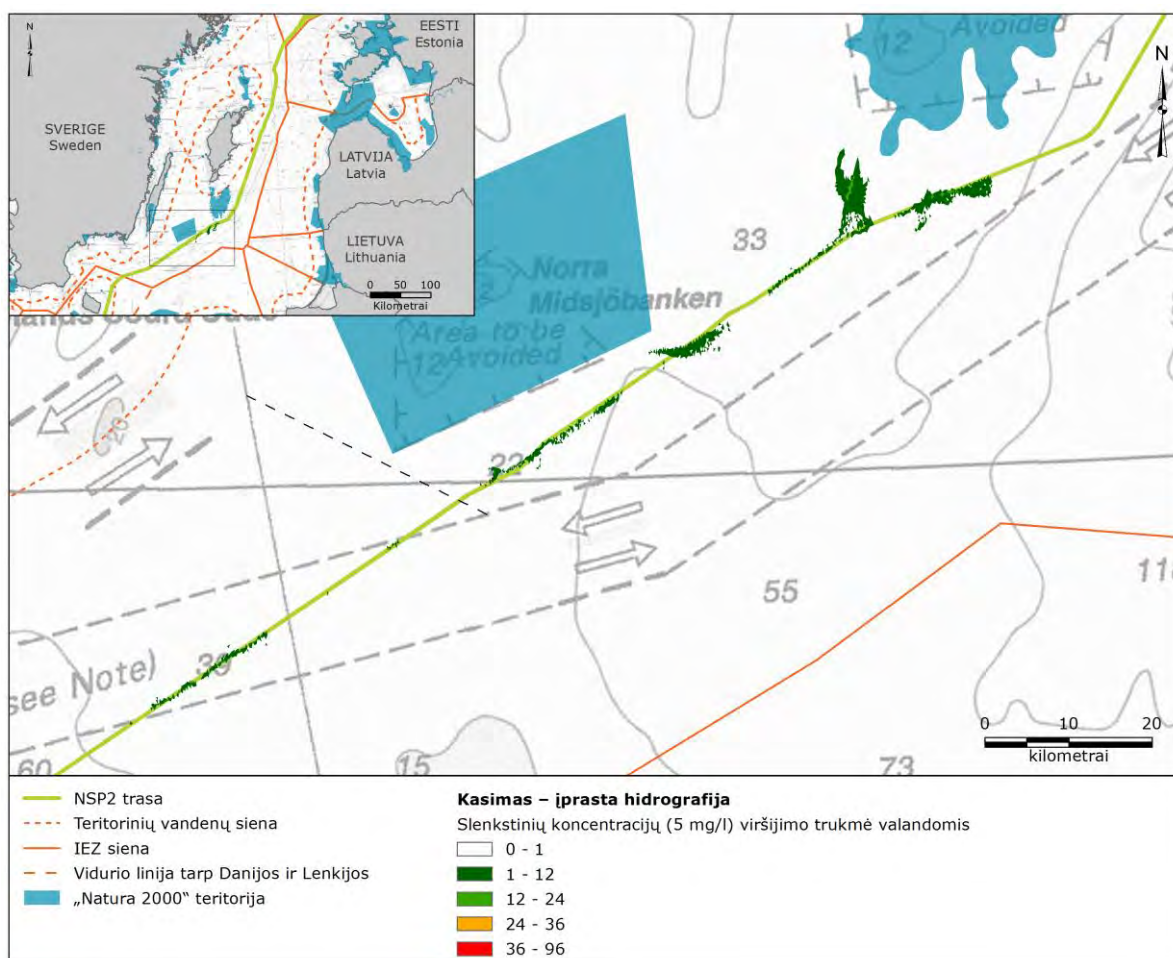 N
EESTI
Estonia
SVERIGE
Sweden
LATVIJA
Latvia
LIETUVA
Lithuania
0 50 100
Kilometrai
12
Avoided
N
33
Norra
Midsjöbanken
Area to be
12 Avoided
20
22
55
39
see Note)
60
15
73
0 10 20
kilometrai
NSP2 trasa
Teritorinių vandenų siena
IEZ siena
Vidurio linija tarp Danijos ir Lenkijos
„Natura 2000“ teritorija
Kasimas – įprasta hidrografija
Slenkstinių koncentracijų (5 mg/l) viršijimo trukmė valandomis
0 - 1
1 - 12
12 - 24
24 - 36
36 - 96